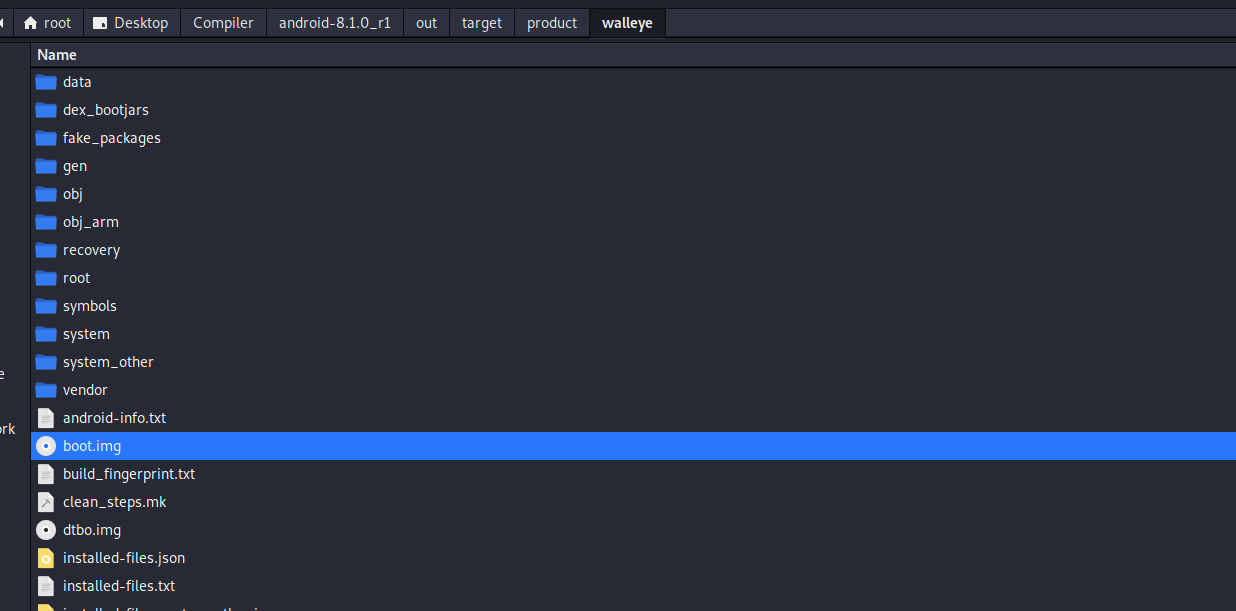 root Desktop Compiler android-8.1.0_r1 out target product walleye
Name
data
dex_bootjars
fake_packages
gen
obj
obj_arm
recovery
root
symbols
system
system_other
e
vendor
android-info.txt
ork
boot.img
build_fingerprint.txt
clean_steps.mk
dtbo.img
installed-files.json
installed-files.txt